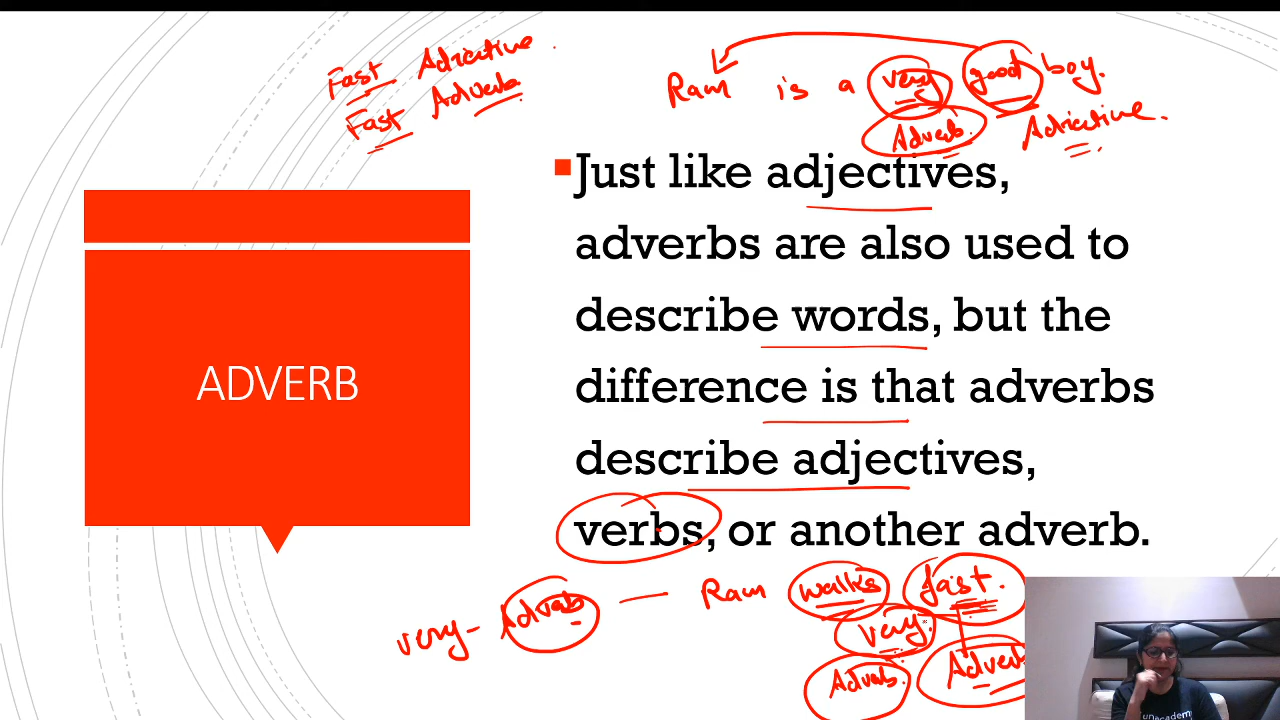 Fast Adjective
Fast Adverb
Ram is a very good boy.
Adverb. Adjective.
Just like adjectives,
adverbs are also used to
describe words, but the
difference is that adverbs
describe adjectives,
verbs, or another adverb.
ADVERB
very - Adverb — Ram walks fast.
very.
Adverb. Adverb
unacadem